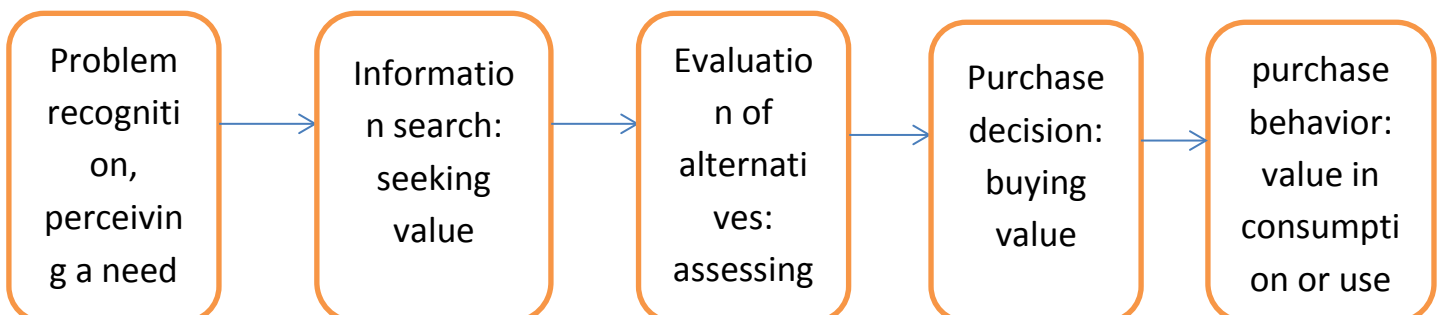 Problem
recogniti
on,
perceivin
g a need
Informatio
n search:
seeking
value
Evaluatio
n of
alternati
ves:
assessing
Purchase
decision:
buying
value
purchase
behavior:
value in
consumpti
on or use